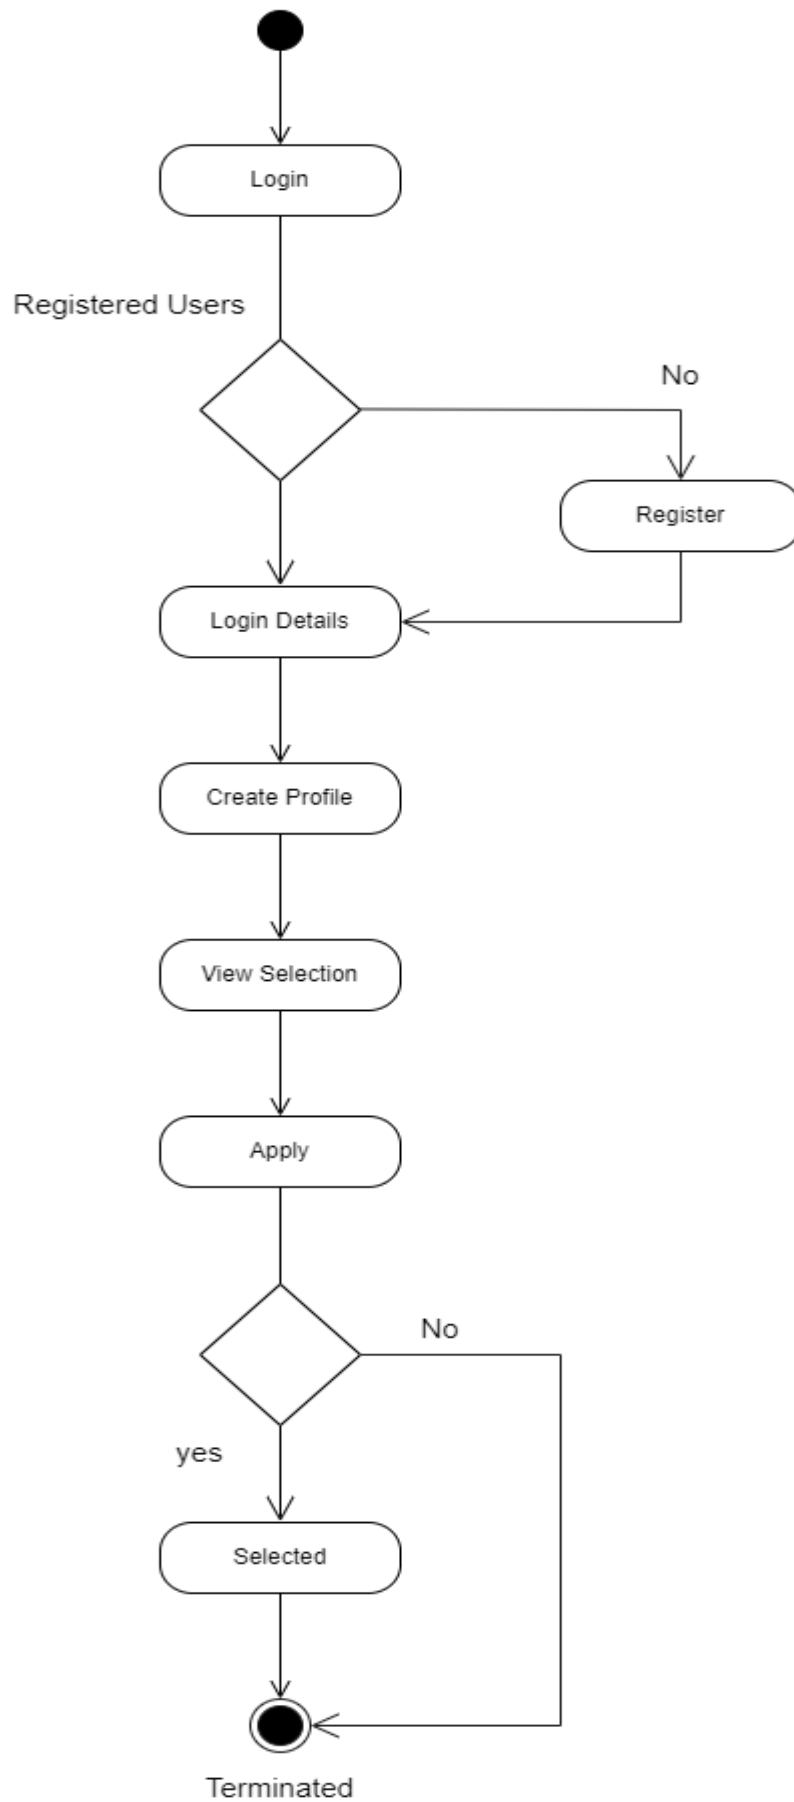 Login
Registered Users
No
Register
Login Details
Create Profile
View Selection
Apply
No
yes
Selected
Terminated